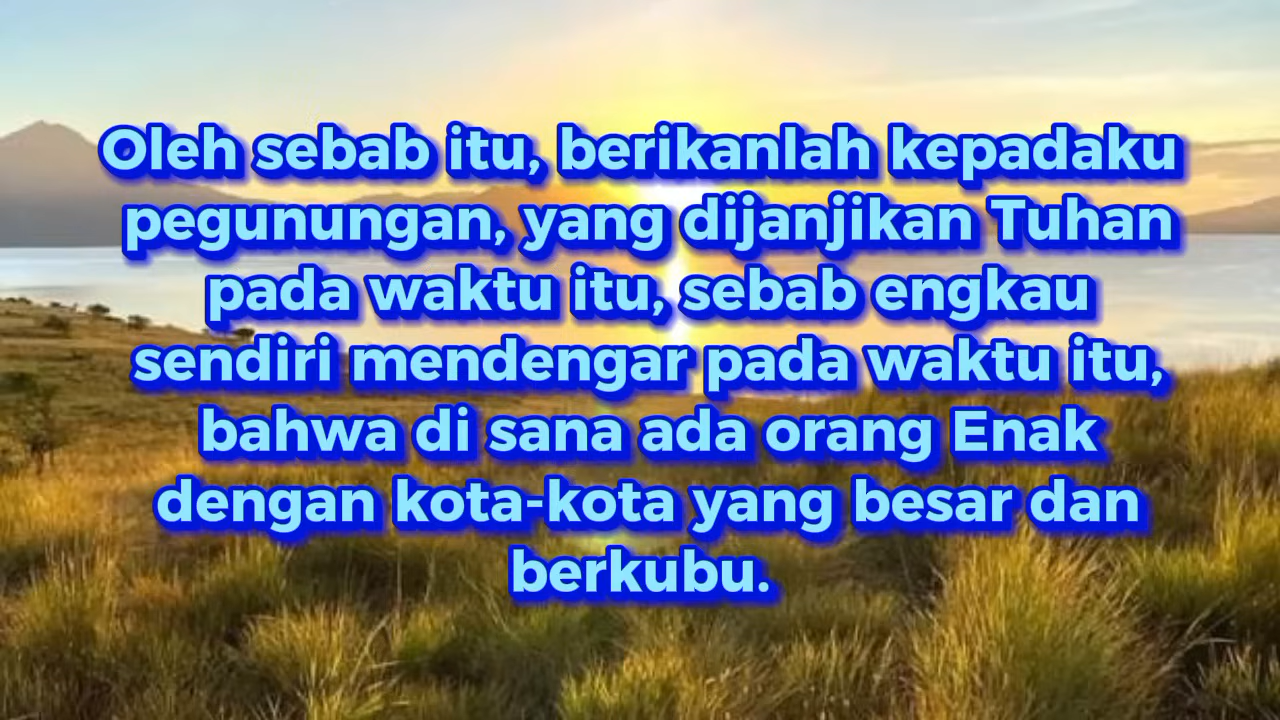 Oleh sebab itu, berikanlah kepadaku
pegunungan, yang dijanjikan Tuhan
pada waktu itu, sebab engkau
sendiri mendengar pada waktu itu,
bahwa di sana ada orang Enak
dengan kota-kota yang besar dan
berkubu.